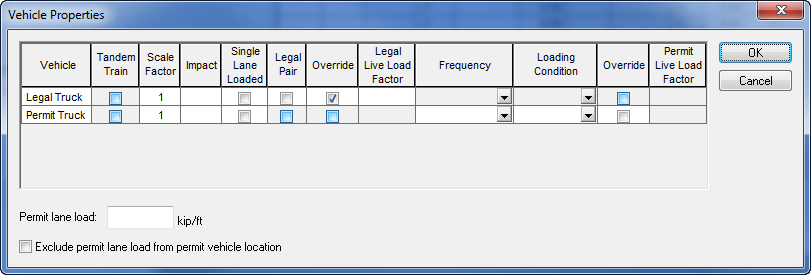 Vehicle Properties
Vehicle Tandem Train Scale Factor Impact Single Lane Loaded Legal Pair Override Legal Live Load Factor Frequency Loading Condition Override Permit Live Load Factor
Legal Truck 1
Permit Truck 1
OK
Cancel
Permit lane load: kip/ft
Exclude permit lane load from permit vehicle location